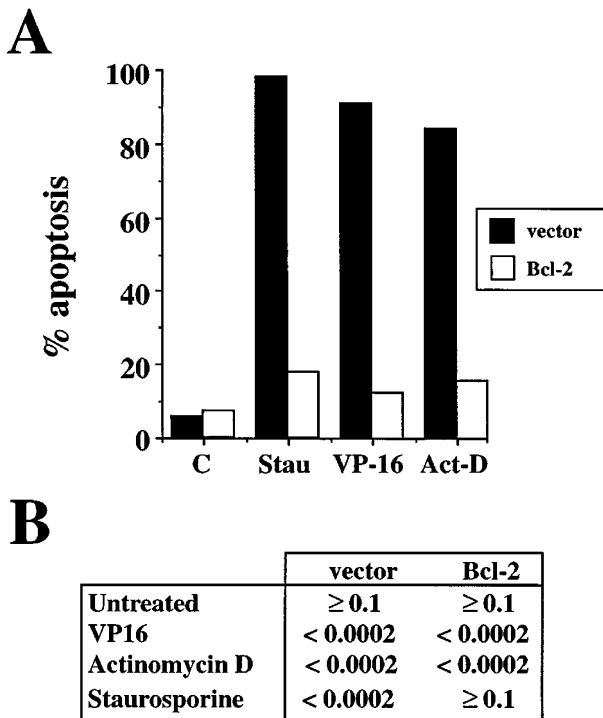 A
% apoptosis
100
80
60
40
20
0
C Stau VP-16 Act-D
vector
Bcl-2
B
vector Bcl-2
Untreated ≥ 0.1 ≥ 0.1
VP16 < 0.0002 < 0.0002
Actinomycin D < 0.0002 < 0.0002
Staurosporine < 0.0002 ≥ 0.1